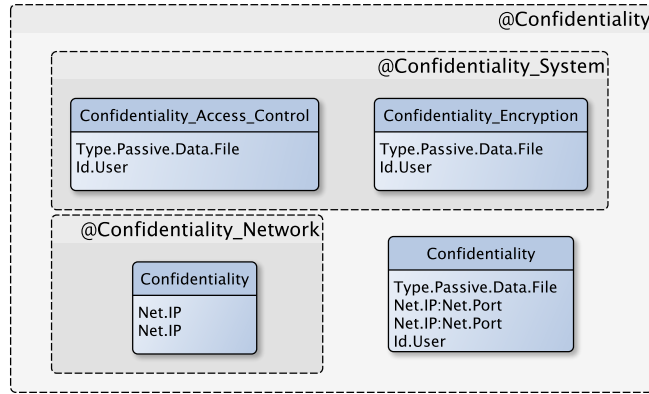 @Confidentiality
@Confidentiality_System
Confidentiality_Access_Control
Type.Passive.Data.File
Id.User
Confidentiality_Encryption
Type.Passive.Data.File
Id.User
@Confidentiality_Network
Confidentiality
Net.IP
Net.IP
Confidentiality
Type.Passive.Data.File
Net.IP:Net.Port
Net.IP:Net.Port
Id.User